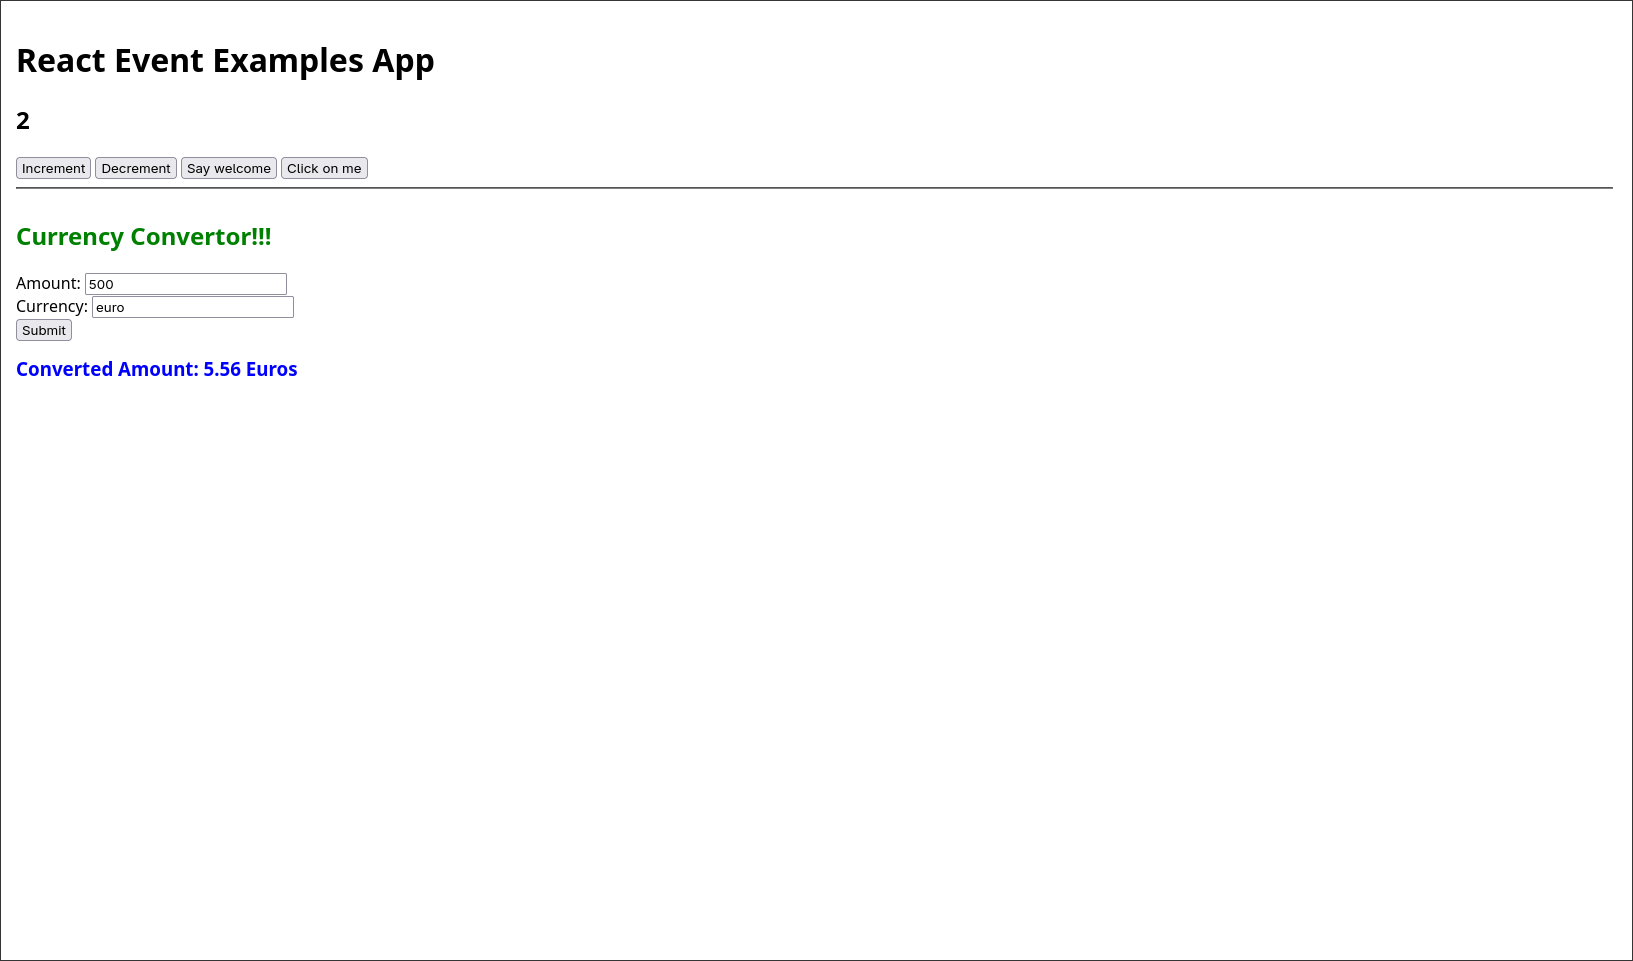 React Event Examples App
2
Increment Decrement Say welcome Click on me
Currency Convertor!!!
Amount: 500
Currency: euro
Submit
Converted Amount: 5.56 Euros